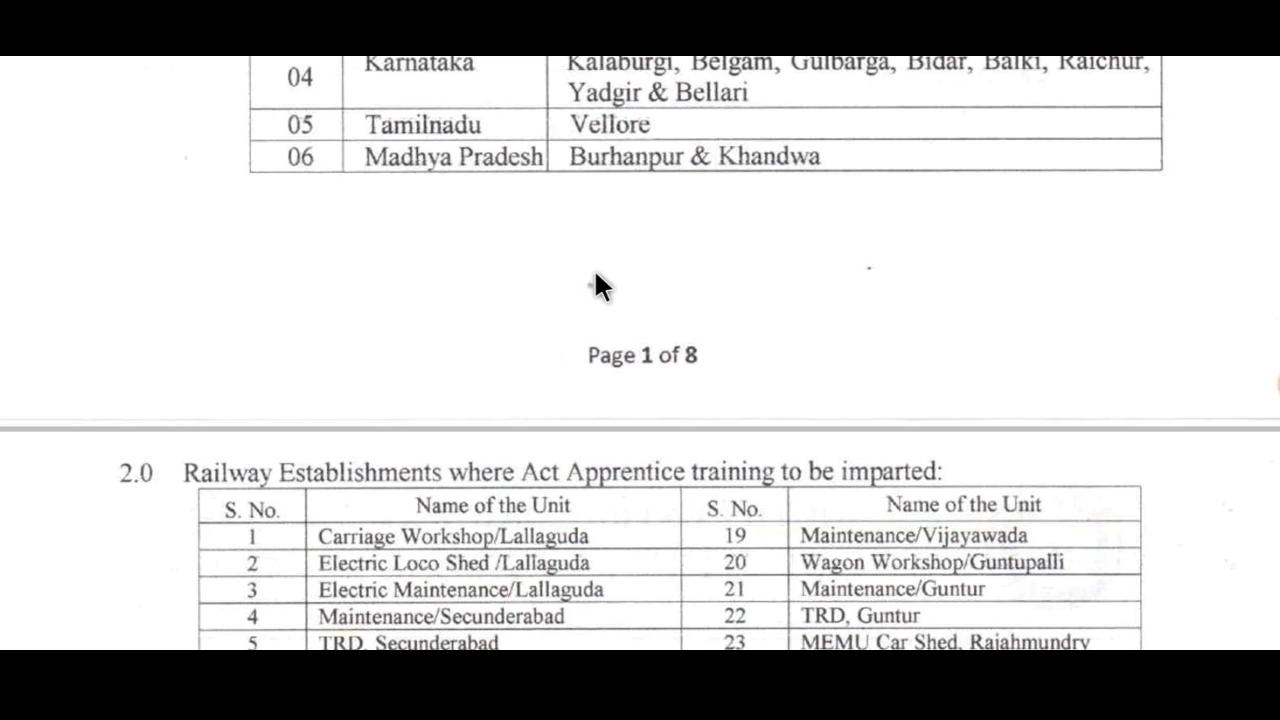 04 Karnataka Kalaburgi, Belgam, Gulbarga, Bidar, Balki, Raichur,
Yadgir & Bellari
05 Tamilnadu Vellore
06 Madhya Pradesh Burhanpur & Khandwa
Page 1 of 8
2.0 Railway Establishments where Act Apprentice training to be imparted:
S. No. Name of the Unit S. No. Name of the Unit
1 Carriage Workshop/Lallaguda 19 Maintenance/Vijayawada
2 Electric Loco Shed /Lallaguda 20 Wagon Workshop/Guntupalli
3 Electric Maintenance/Lallaguda 21 Maintenance/Guntur
4 Maintenance/Secunderabad 22 TRD, Guntur
5 TRD, Secunderabad 23 MEMU Car Shed, Rajahmundry